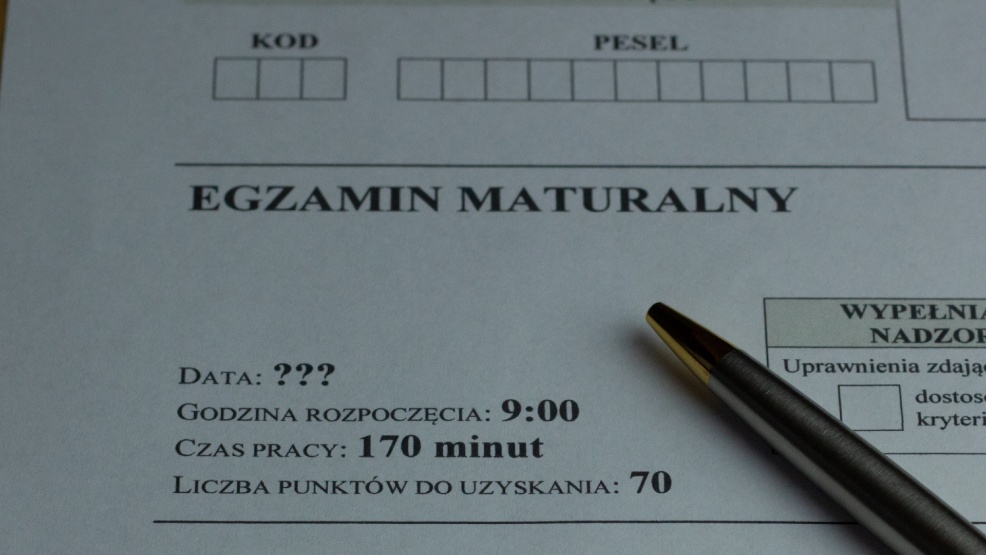 KOD PESEL
EGZAMIN MATURALNY
WYPEŁNIA
NADZOR
Uprawnienia zdając
dostoso
kryteri
DATA: ???
GODZINA ROZPOCZĘCIA: 9:00
CZAS PRACY: 170 minut
LICZBA PUNKTÓW DO UZYSKANIA: 70